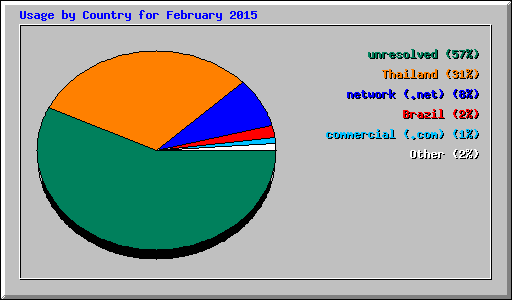 Usage by Country for February 2015
unresolved (57%)
Thailand (31%)
network (.net) (8%)
Brazil (2%)
commercial (.com) (1%)
Other (2%)